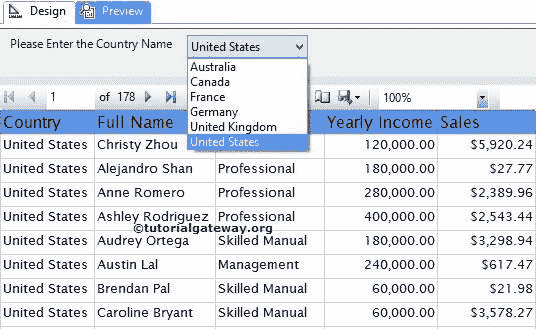 Design Preview
Please Enter the Country Name United States
Australia
Canada
France
Germany
United Kingdom
United States
1 of 178 100%
Country Full Name Yearly Income Sales
United States Christy Zhou 120,000.00 $5,920.24
United States Alejandro Shan Professional 180,000.00 $27.77
United States Anne Romero Professional 280,000.00 $2,389.96
United States Ashley Rodriguez Professional 400,000.00 $2,543.44
©tutorialgateway.org
United States Audrey Ortega Skilled Manual 180,000.00 $3,298.94
United States Austin Lal Management 240,000.00 $617.47
United States Brendan Pal Skilled Manual 60,000.00 $21.98
United States Caroline Bryant Skilled Manual 60,000.00 $3,578.27